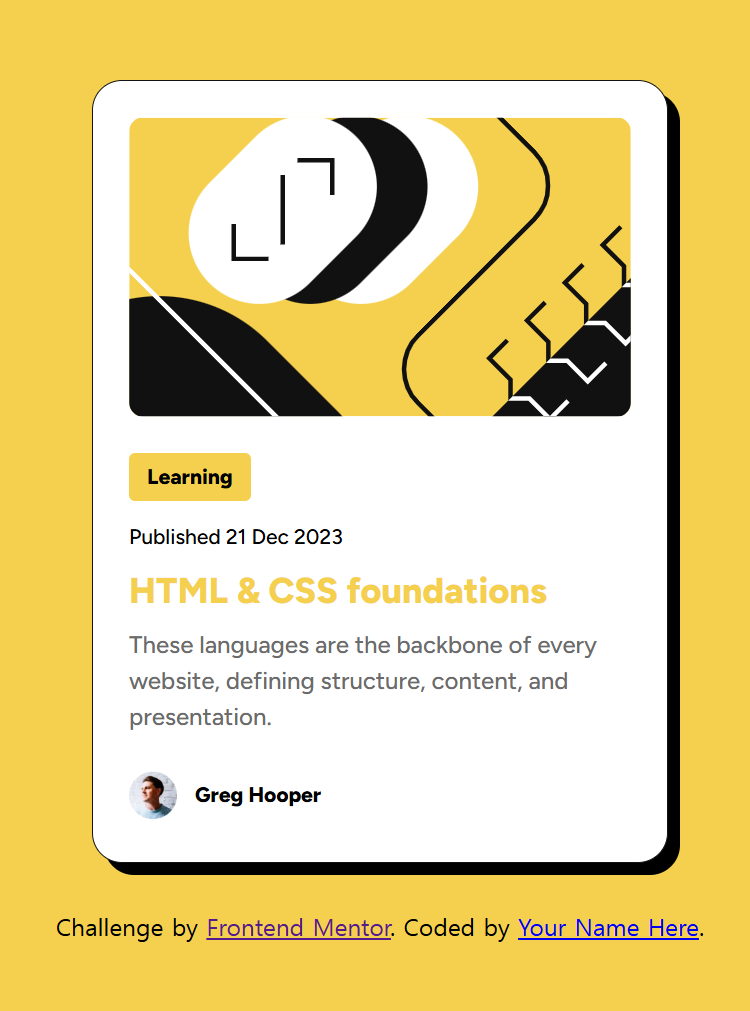 Learning
Published 21 Dec 2023
HTML & CSS foundations
These languages are the backbone of every
website, defining structure, content, and
presentation.
Greg Hooper
Challenge by Frontend Mentor. Coded by Your Name Here.